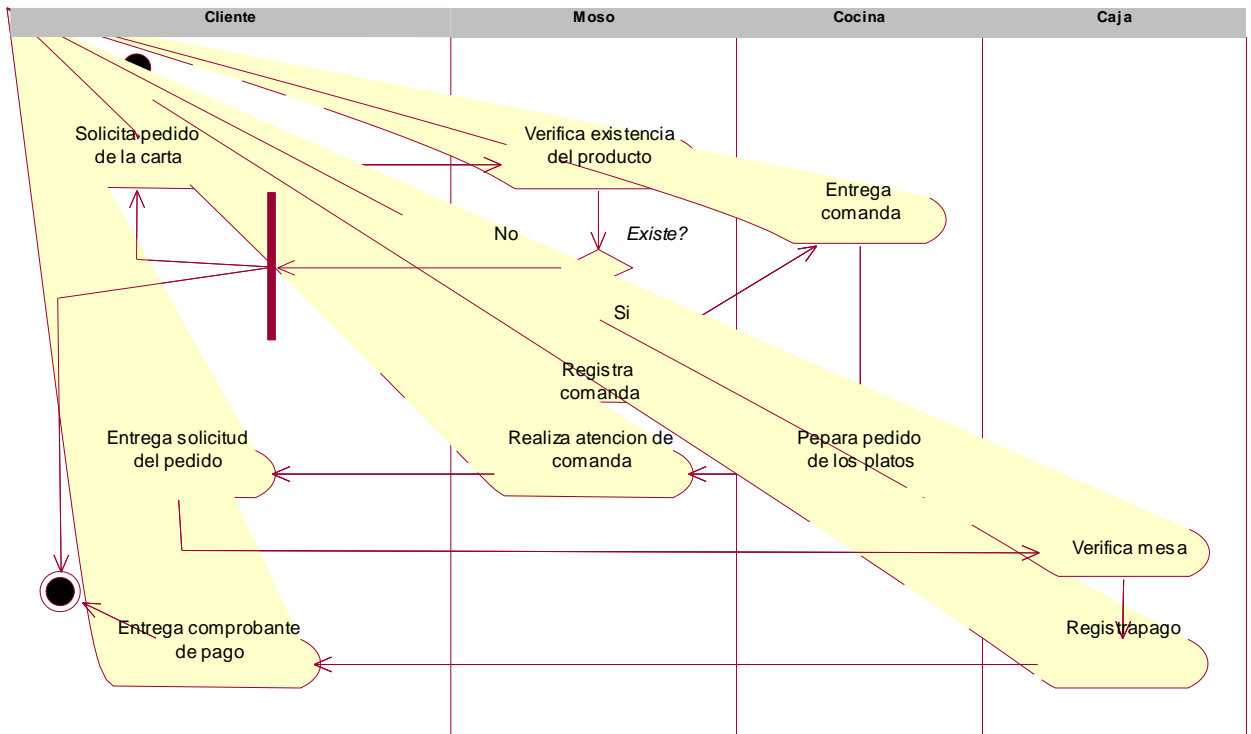 Cliente
Moso
Cocina
Caja
Solicita pedido
de la carta
Verifica existencia
del producto
Entrega
comanda
No
Existe?
Si
Registra
comanda
Entrega solicitud
del pedido
Realiza atencion de
comanda
Pepara pedido
de los platos
Verifica mesa
Entrega comprobante
de pago
Registrapago